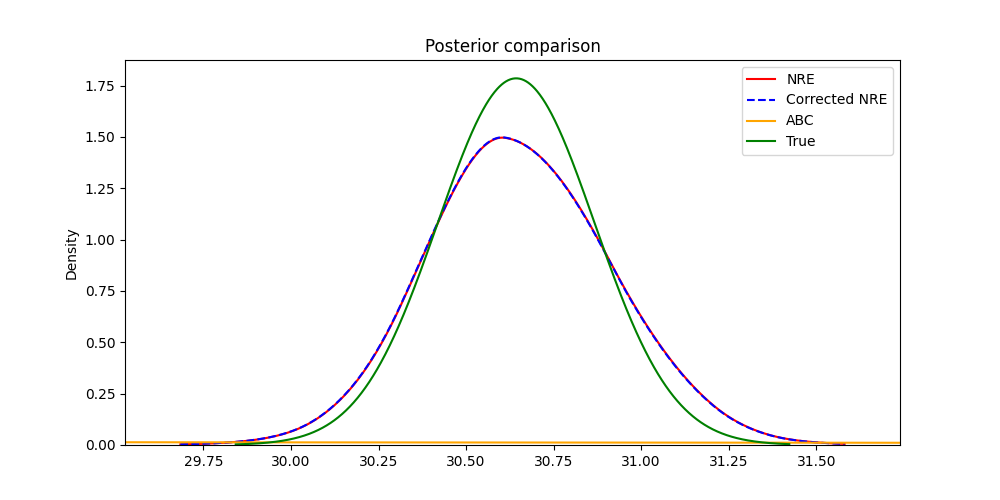 Posterior comparison
NRE
Corrected NRE
ABC
True
Density
1.75
1.50
1.25
1.00
0.75
0.50
0.25
0.00
29.75 30.00 30.25 30.50 30.75 31.00 31.25 31.50